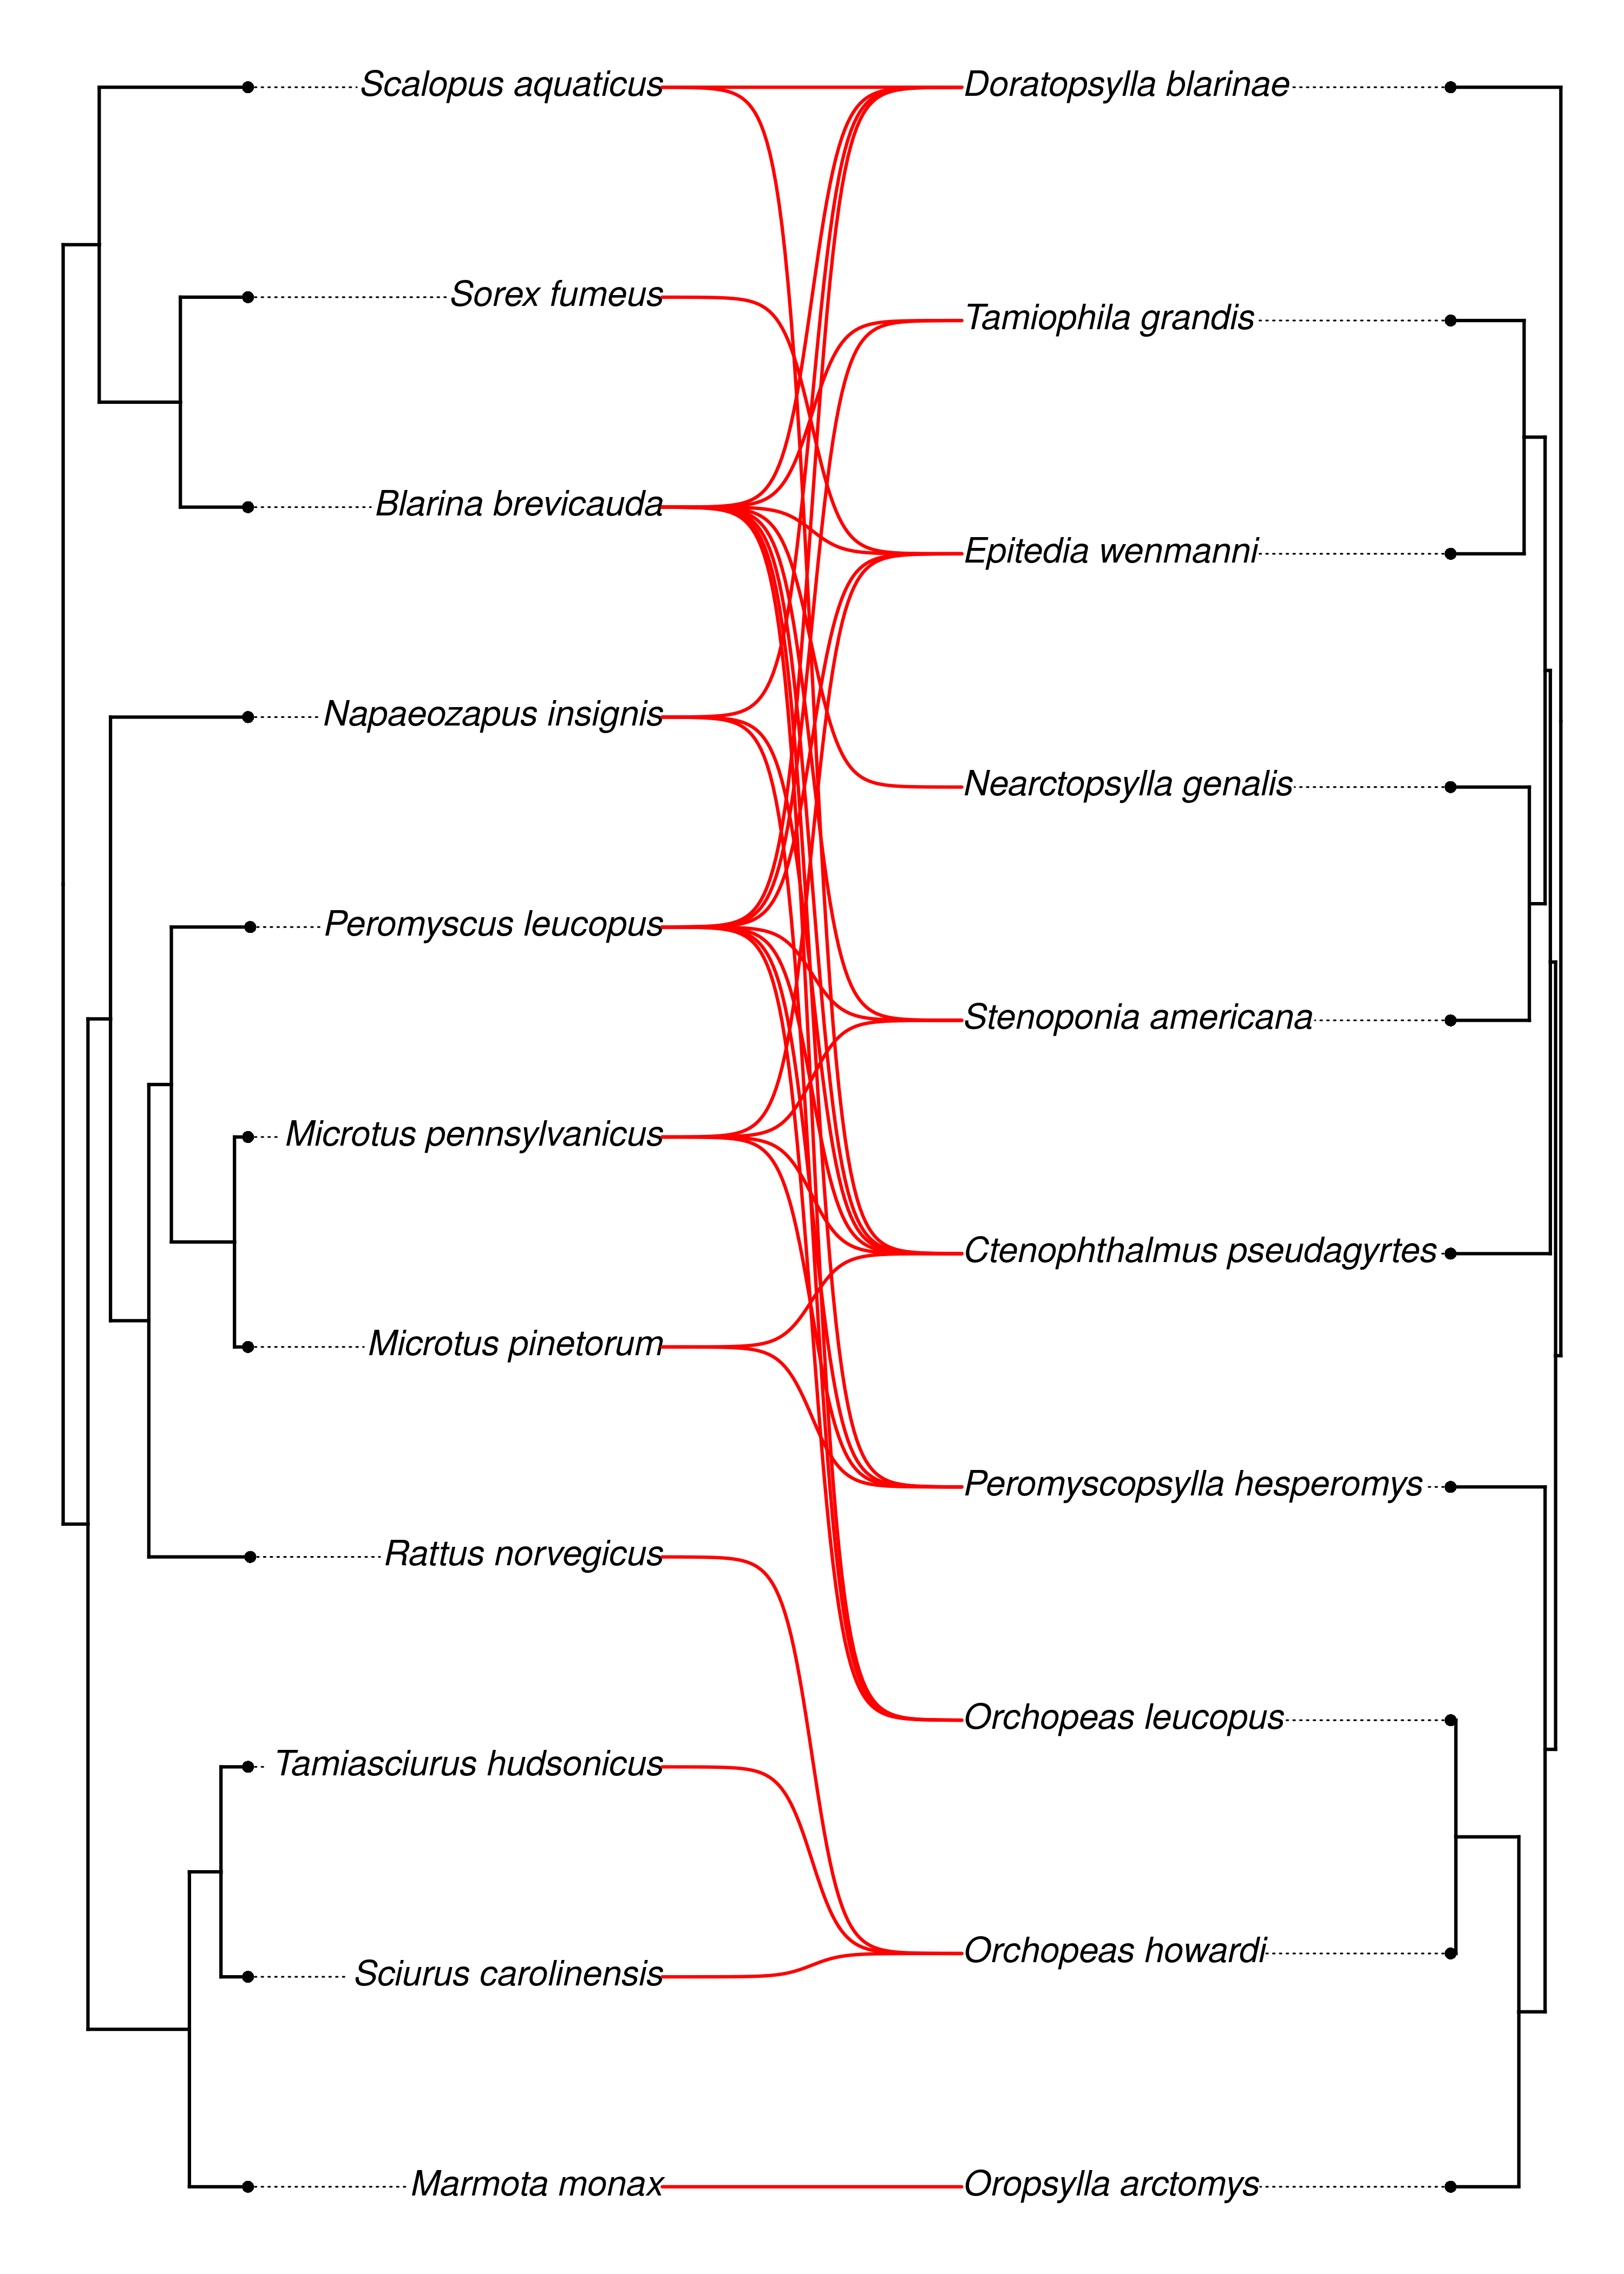 Scalopus aquaticus
Doratopsylla blarinae
Sorex fumeus
Tamiophila grandis
Blarina brevicauda
Epitedia wenmanni
Napaeozapus insignis
Nearctopsylla genalis
Peromyscus leucopus
Stenoponia americana
Microtus pennsylvanicus
Ctenophthalmus pseudagyrtes
Microtus pinetorum
Peromyscopsylla hesperomys
Rattus norvegicus
Orchopeas leucopus
Tamiasciurus hudsonicus
Orchopeas howardi
Sciurus carolinensis
Marmota monax
Oropsylla arctomys